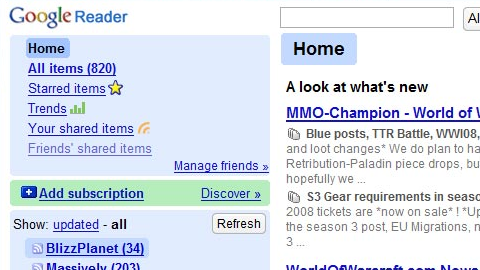 Google Reader
All
Home
All items (820)
Starred items
Trends
Your shared items
Friends' shared items
Manage friends »
Add subscription
Discover »
Show: updated - all
Refresh
BlizzPlanet (34)
Massively (203)
Home
A look at what's new
MMO-Champion - World of W
Blue posts, TTR Battle, WWI08,
and loot changes* We do plan to ha
Retribution-Paladin piece drops, bu
hopefully we ...
S3 Gear requirements in seaso
2008 tickets are *now on sale* ! *Up
the season 3 post, EU Migrations, n
3 ...
WorldOfWarcraft.com Newest